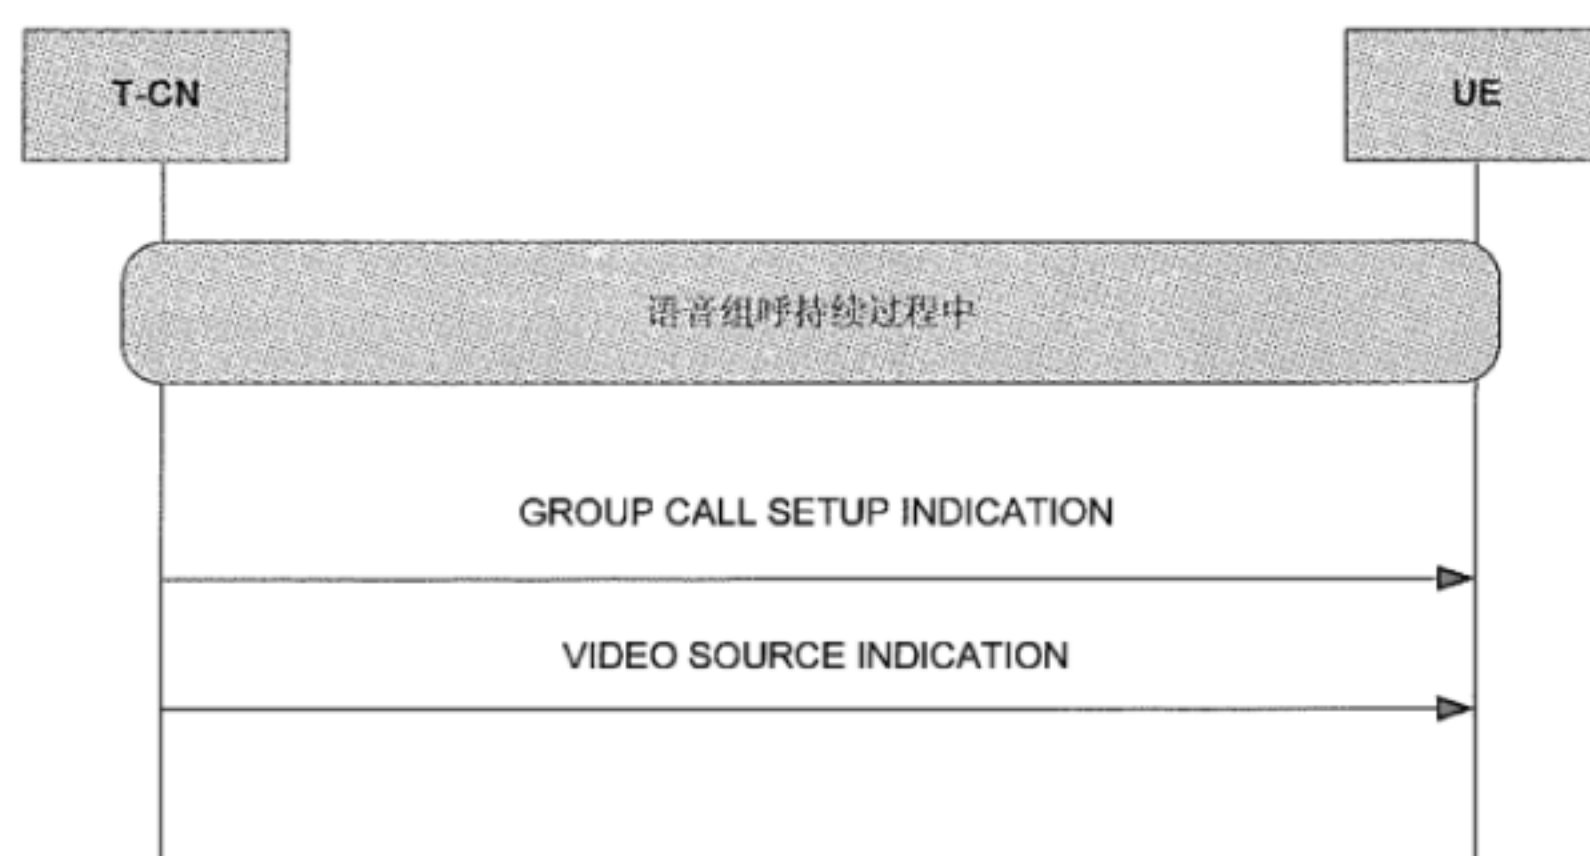 T-CN
UE
语音组呼持续过程中
GROUP CALL SETUP INDICATION
VIDEO SOURCE INDICATION